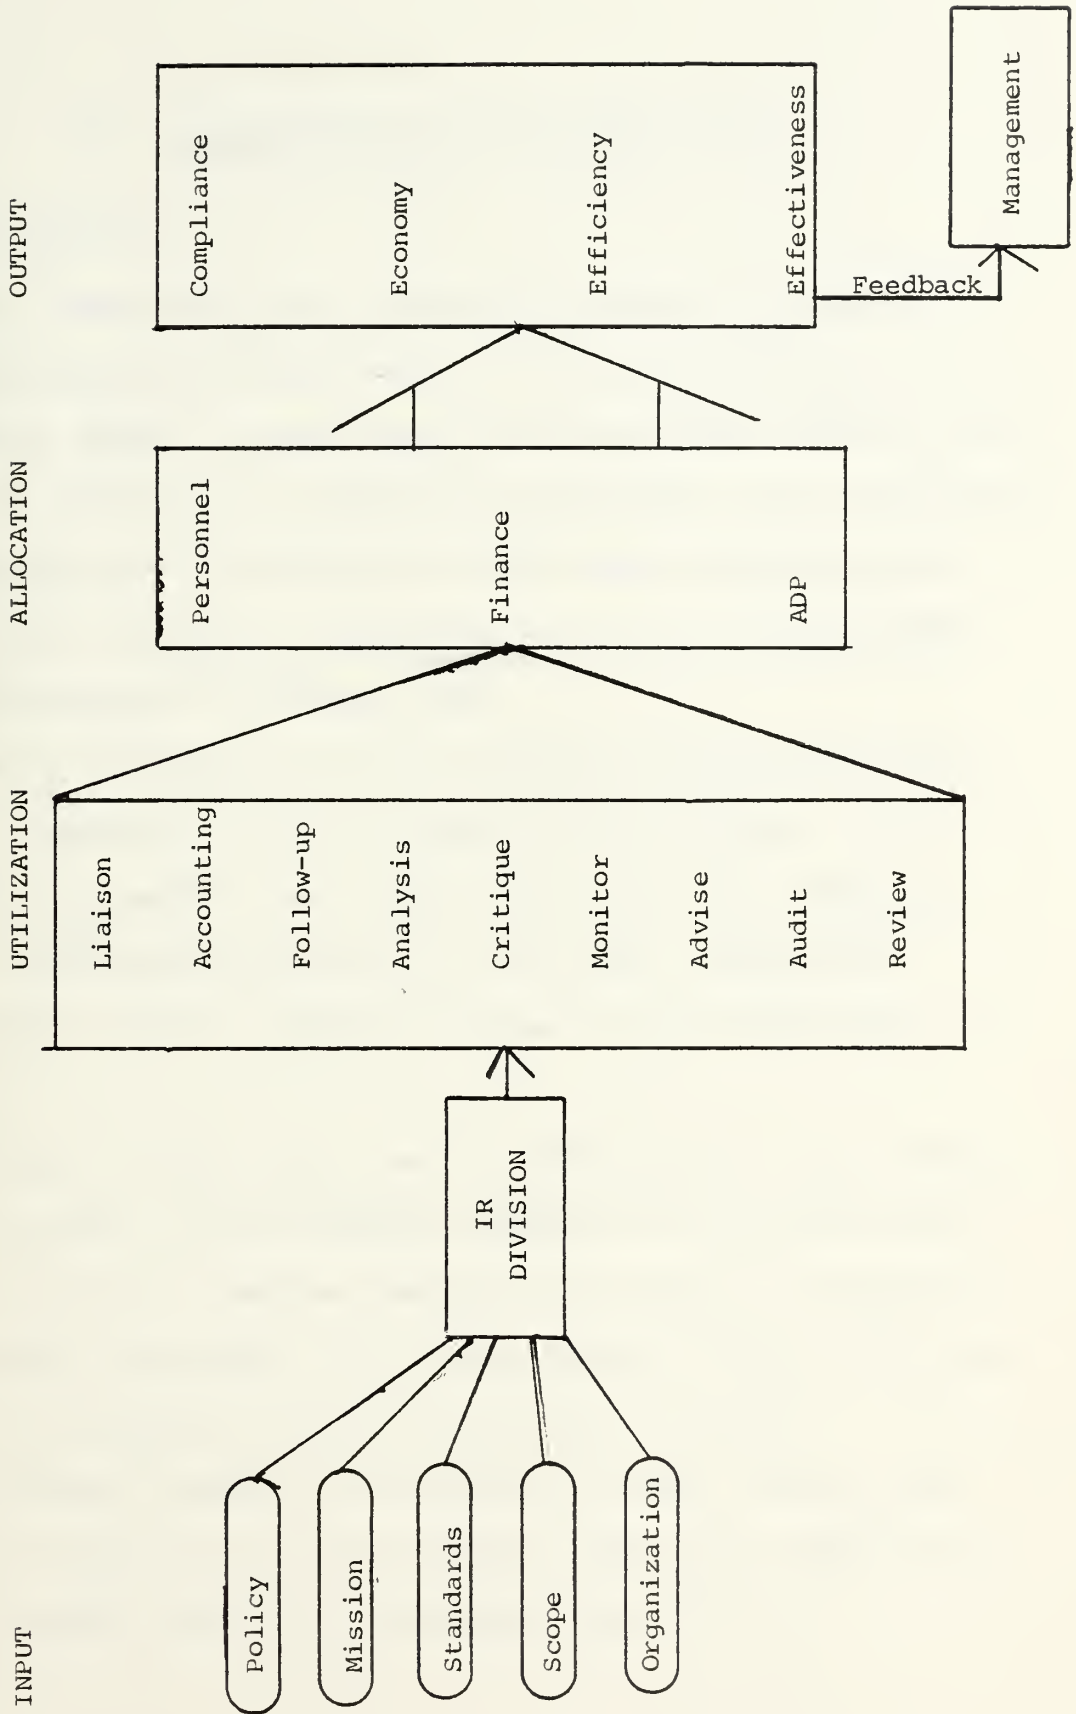 INPUT
UTILIZATION
ALLOCATION
OUTPUT
Policy
Mission
Standards
Scope
Organization
IR
DIVISION
Liaison
Accounting
Follow-up
Analysis
Critique
Monitor
Advise
Audit
Review
Personnel
Finance
ADP
Compliance
Economy
Efficiency
Effectiveness
Feedback
Management